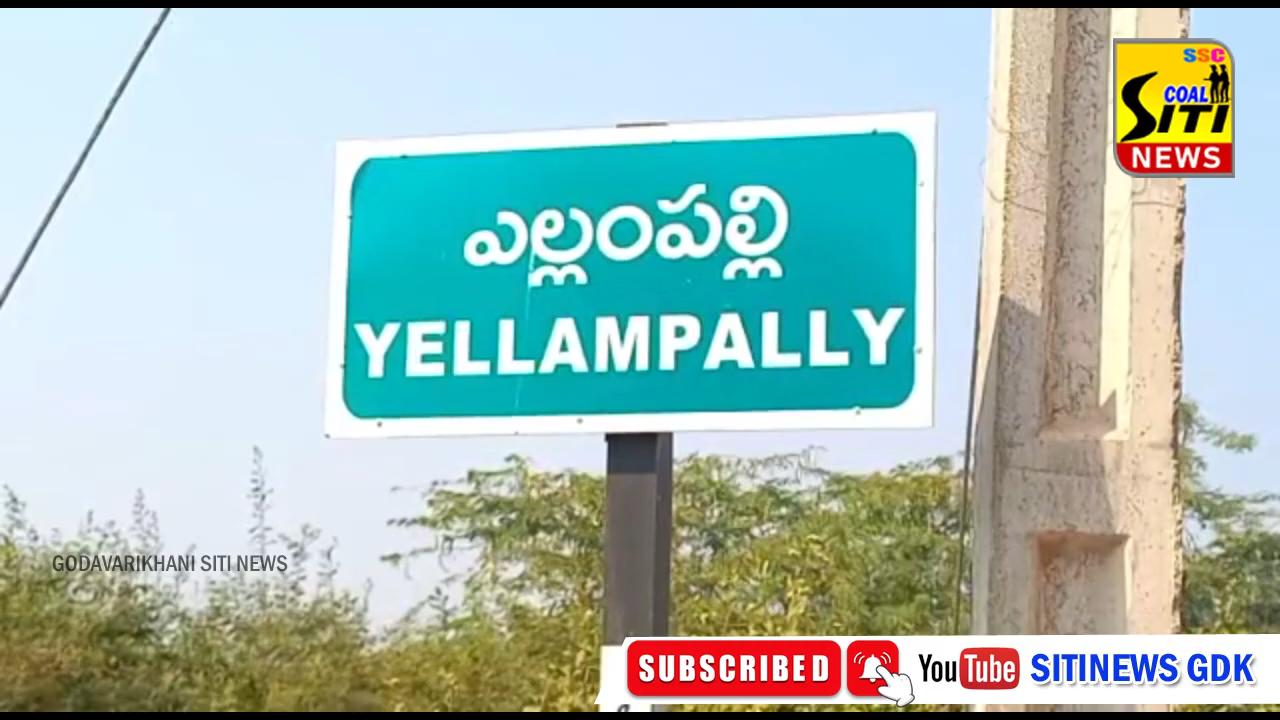 SSC
COAL
SITI
NEWS
ఎల్లంపల్లి
YELLAMPALLY
GODAVARIKHANI SITI NEWS
SUBSCRIBED
YouTube SITINEWS GDK